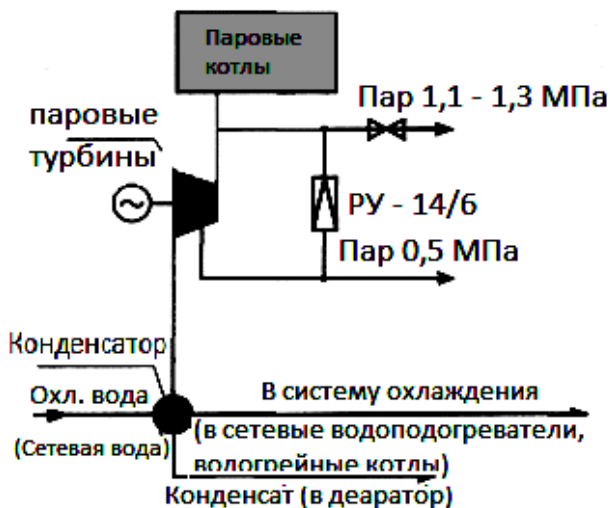 Паровые
котлы
Пар 1,1 - 1,3 МПа
паровые
турбины
РУ - 14/6
Пар 0,5 МПа
Конденсатор
Охл. вода
В систему охлаждения
(Сетевая вода)
(в сетевые водоподогреватели,
вологрейные котлы)
Конденсат (в деаратор)